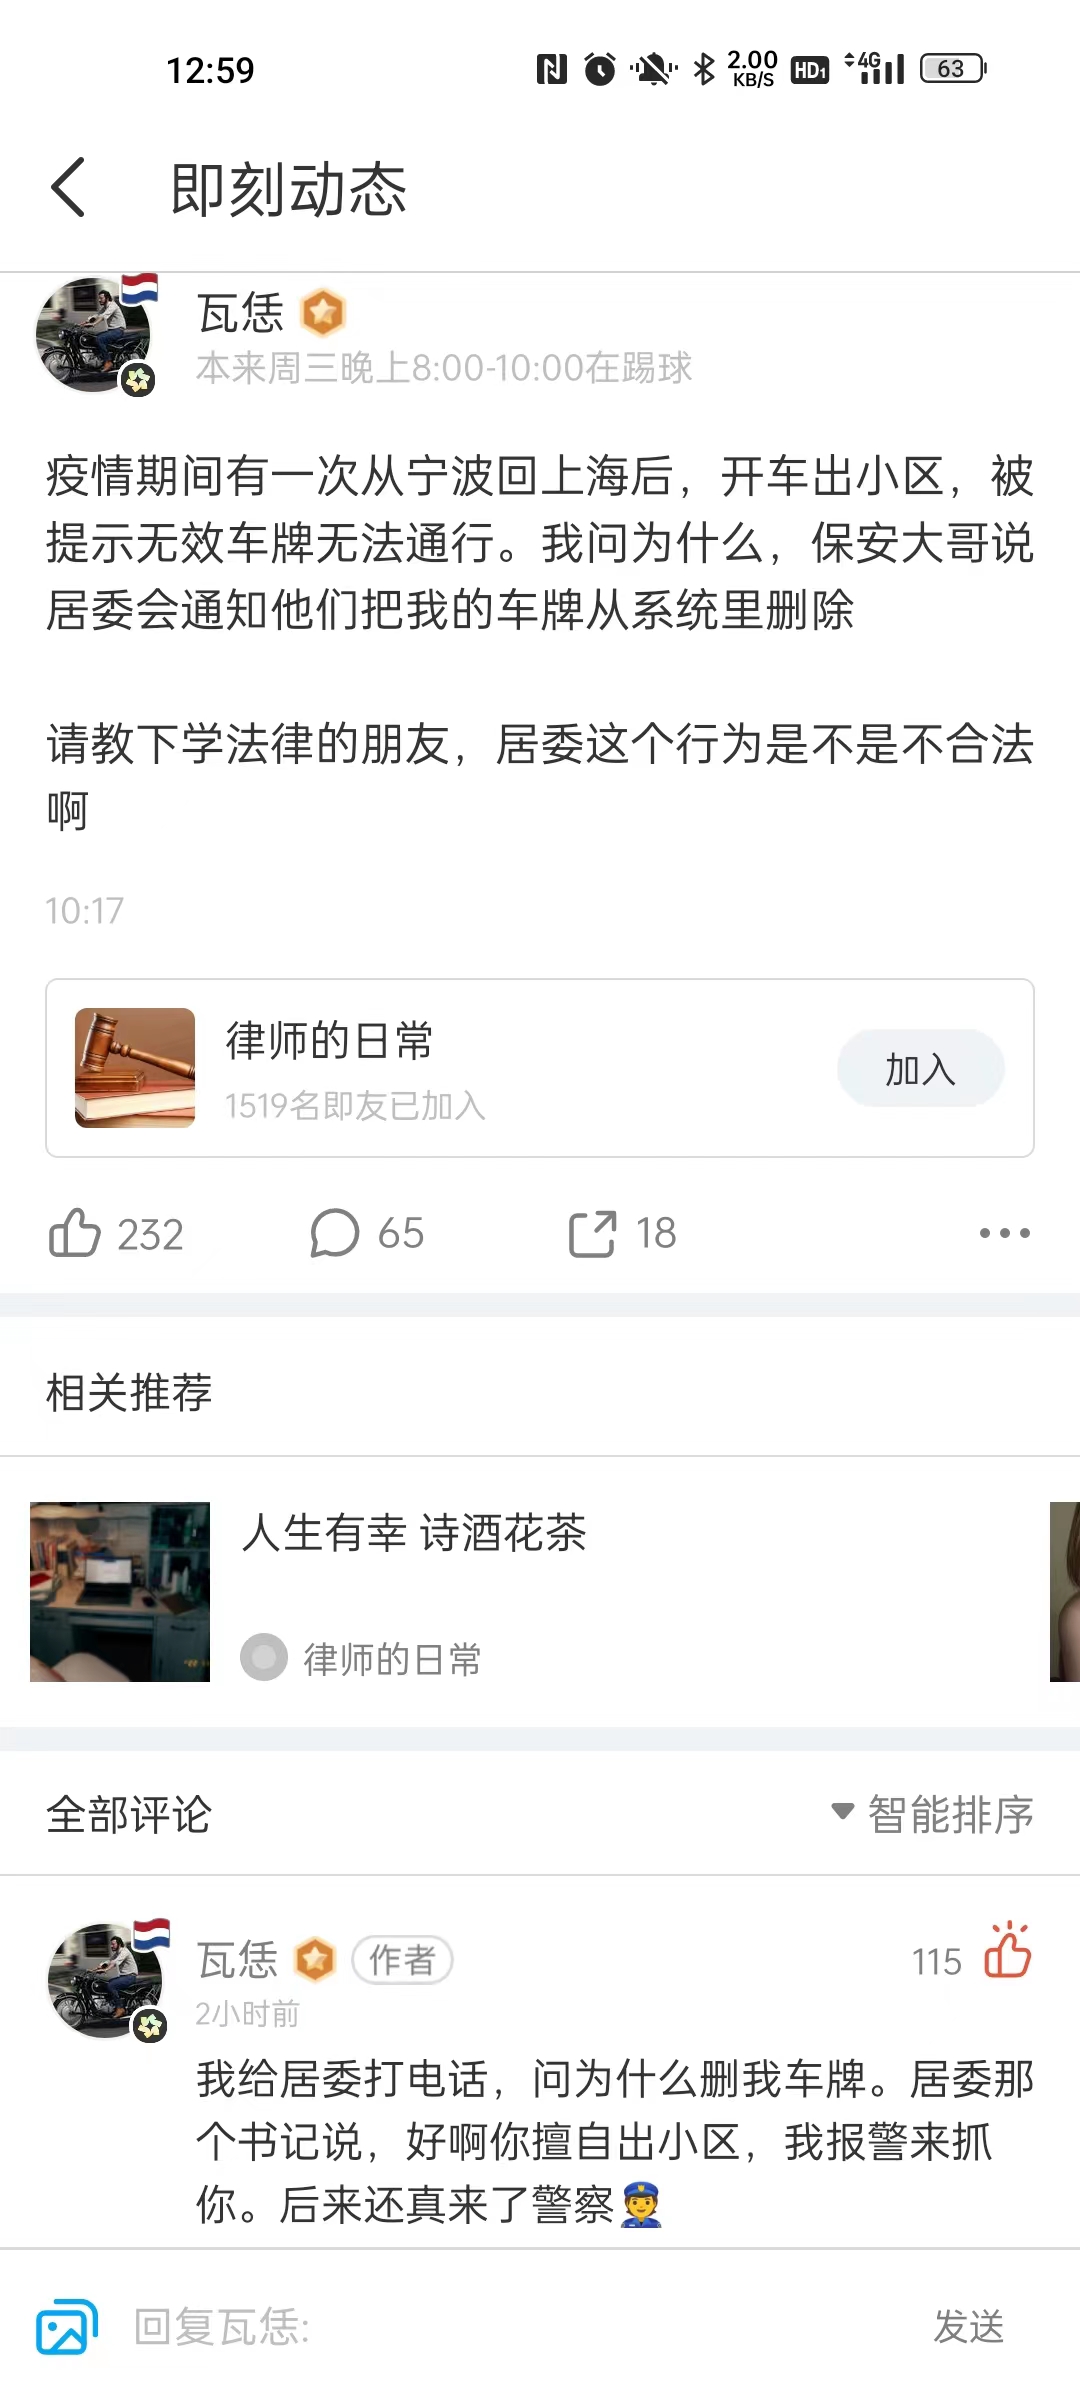 12:59
2.00 KB/S HD1 4G 63
即刻动态
瓦恁
本来周三晚上8:00-10:00在踢球
疫情期间有一次从宁波回上海后，开车出小区，被
提示无效车牌无法通行。我问为什么，保安大哥说
居委会通知他们把我的车牌从系统里删除
请教下学法律的朋友，居委这个行为是不是不合法
啊
10:17
律师的日常
1519名即友已加入
加入
232
65
18
相关推荐
人生有幸 诗酒花茶
律师的日常
全部评论
智能排序
瓦恁
作者
115
2小时前
我给居委打电话，问为什么删我车牌。居委那
个书记说，好啊你擅自出小区，我报警来抓
你。后来还真来了警察👮
回复瓦恁:
发送